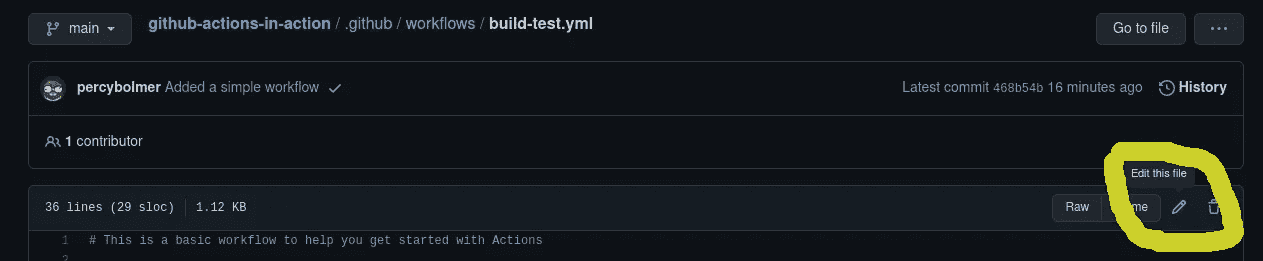 main
github-actions-in-action / .github / workflows / build-test.yml
Go to file
...
percybolmer Added a simple workflow
Latest commit 468b54b 16 minutes ago
History
1 contributor
Edit this file
36 lines (29 sloc)
1.12 KB
Raw
me
1 # This is a basic workflow to help you get started with Actions